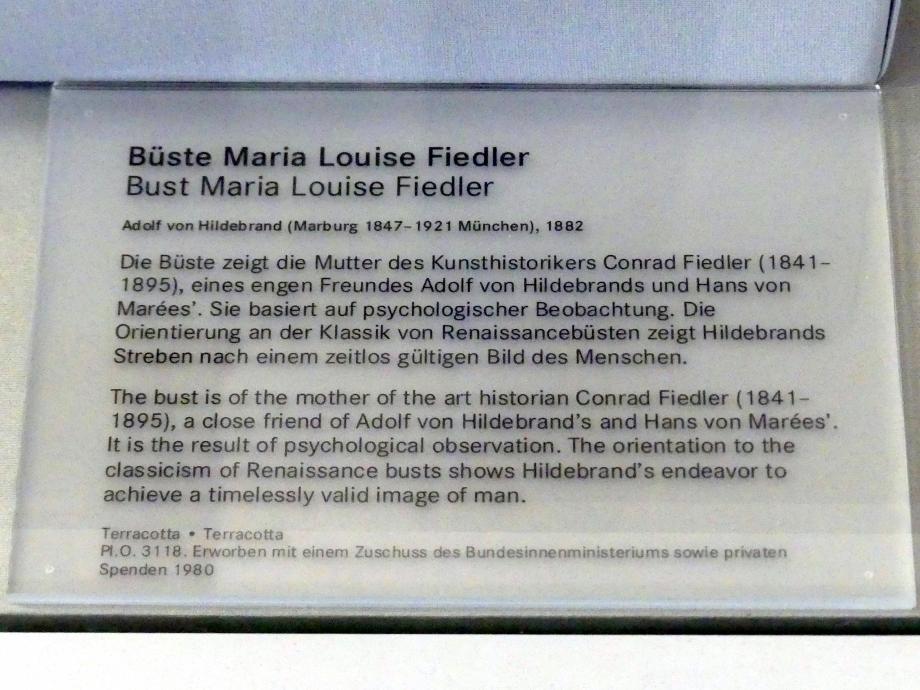 Büste Maria Louise Fiedler
Bust Maria Louise Fiedler
Adolf von Hildebrand (Marburg 1847–1921 München), 1882
Die Büste zeigt die Mutter des Kunsthistorikers Conrad Fiedler (1841–
1895), eines engen Freundes Adolf von Hildebrands und Hans von
Marées'. Sie basiert auf psychologischer Beobachtung. Die
Orientierung an der Klassik von Renaissancebüsten zeigt Hildebrands
Streben nach einem zeitlos gültigen Bild des Menschen.
The bust is of the mother of the art historian Conrad Fiedler (1841–
1895), a close friend of Adolf von Hildebrand's and Hans von Marées'.
It is the result of psychological observation. The orientation to the
classicism of Renaissance busts shows Hildebrand's endeavor to
achieve a timelessly valid image of man.
Terracotta • Terracotta
Pl.O. 3118. Erworben mit einem Zuschuss des Bundesinnenministeriums sowie privaten
Spenden 1980